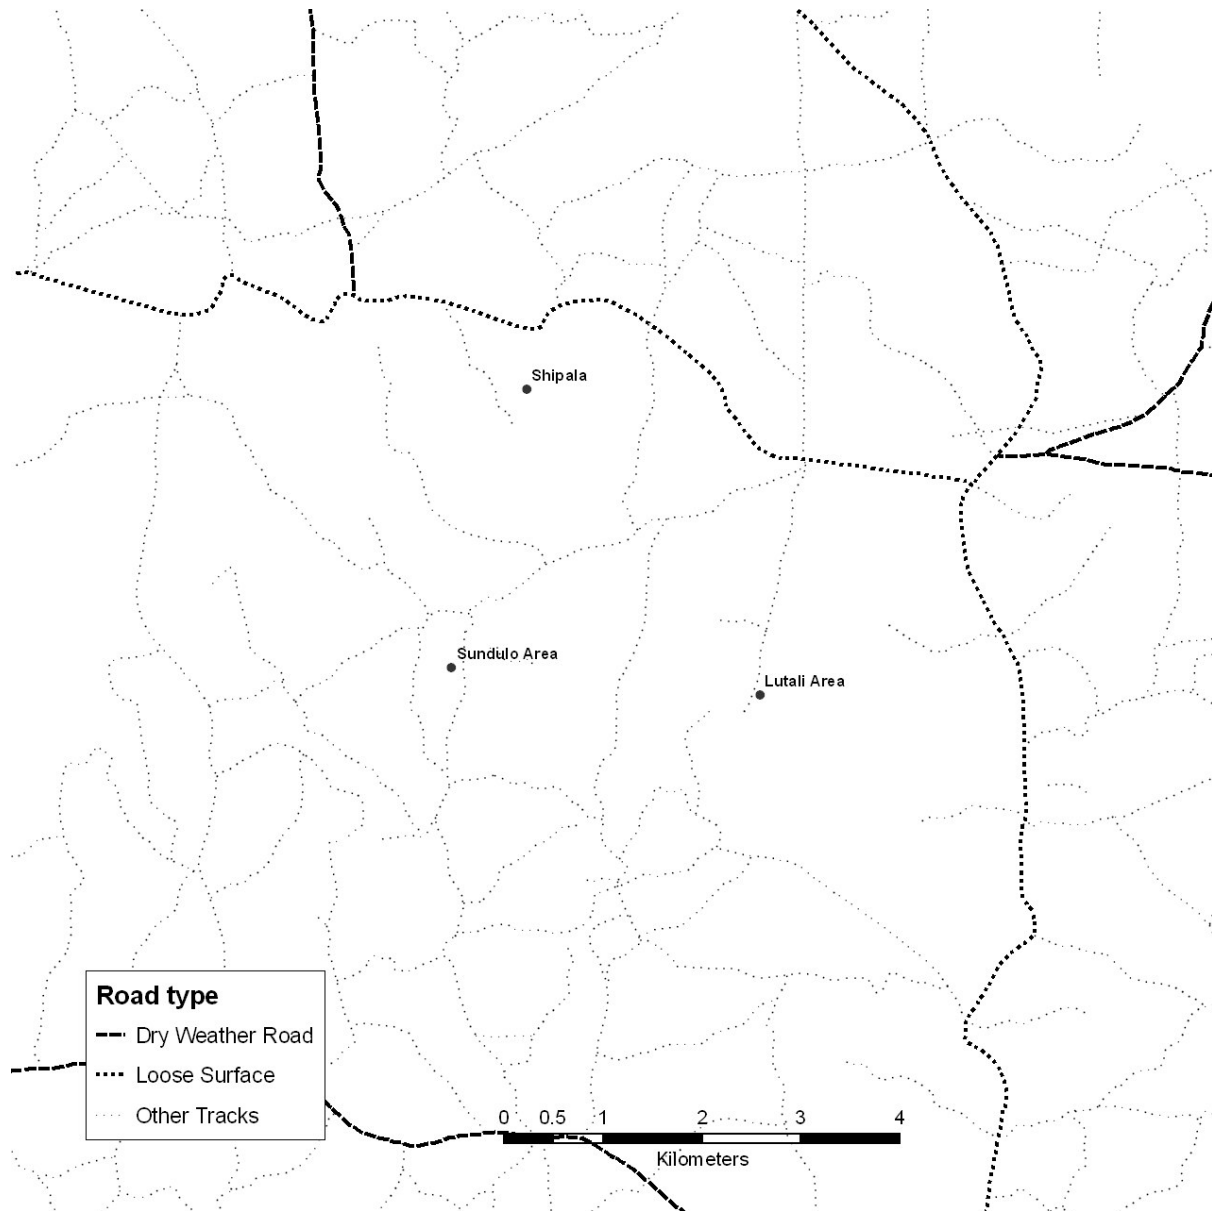 Shipala
Sundulo Area
Lutali Area
Road type
Dry Weather Road
Loose Surface
Other Tracks
0 0.5 1 2 3 4
Kilometers